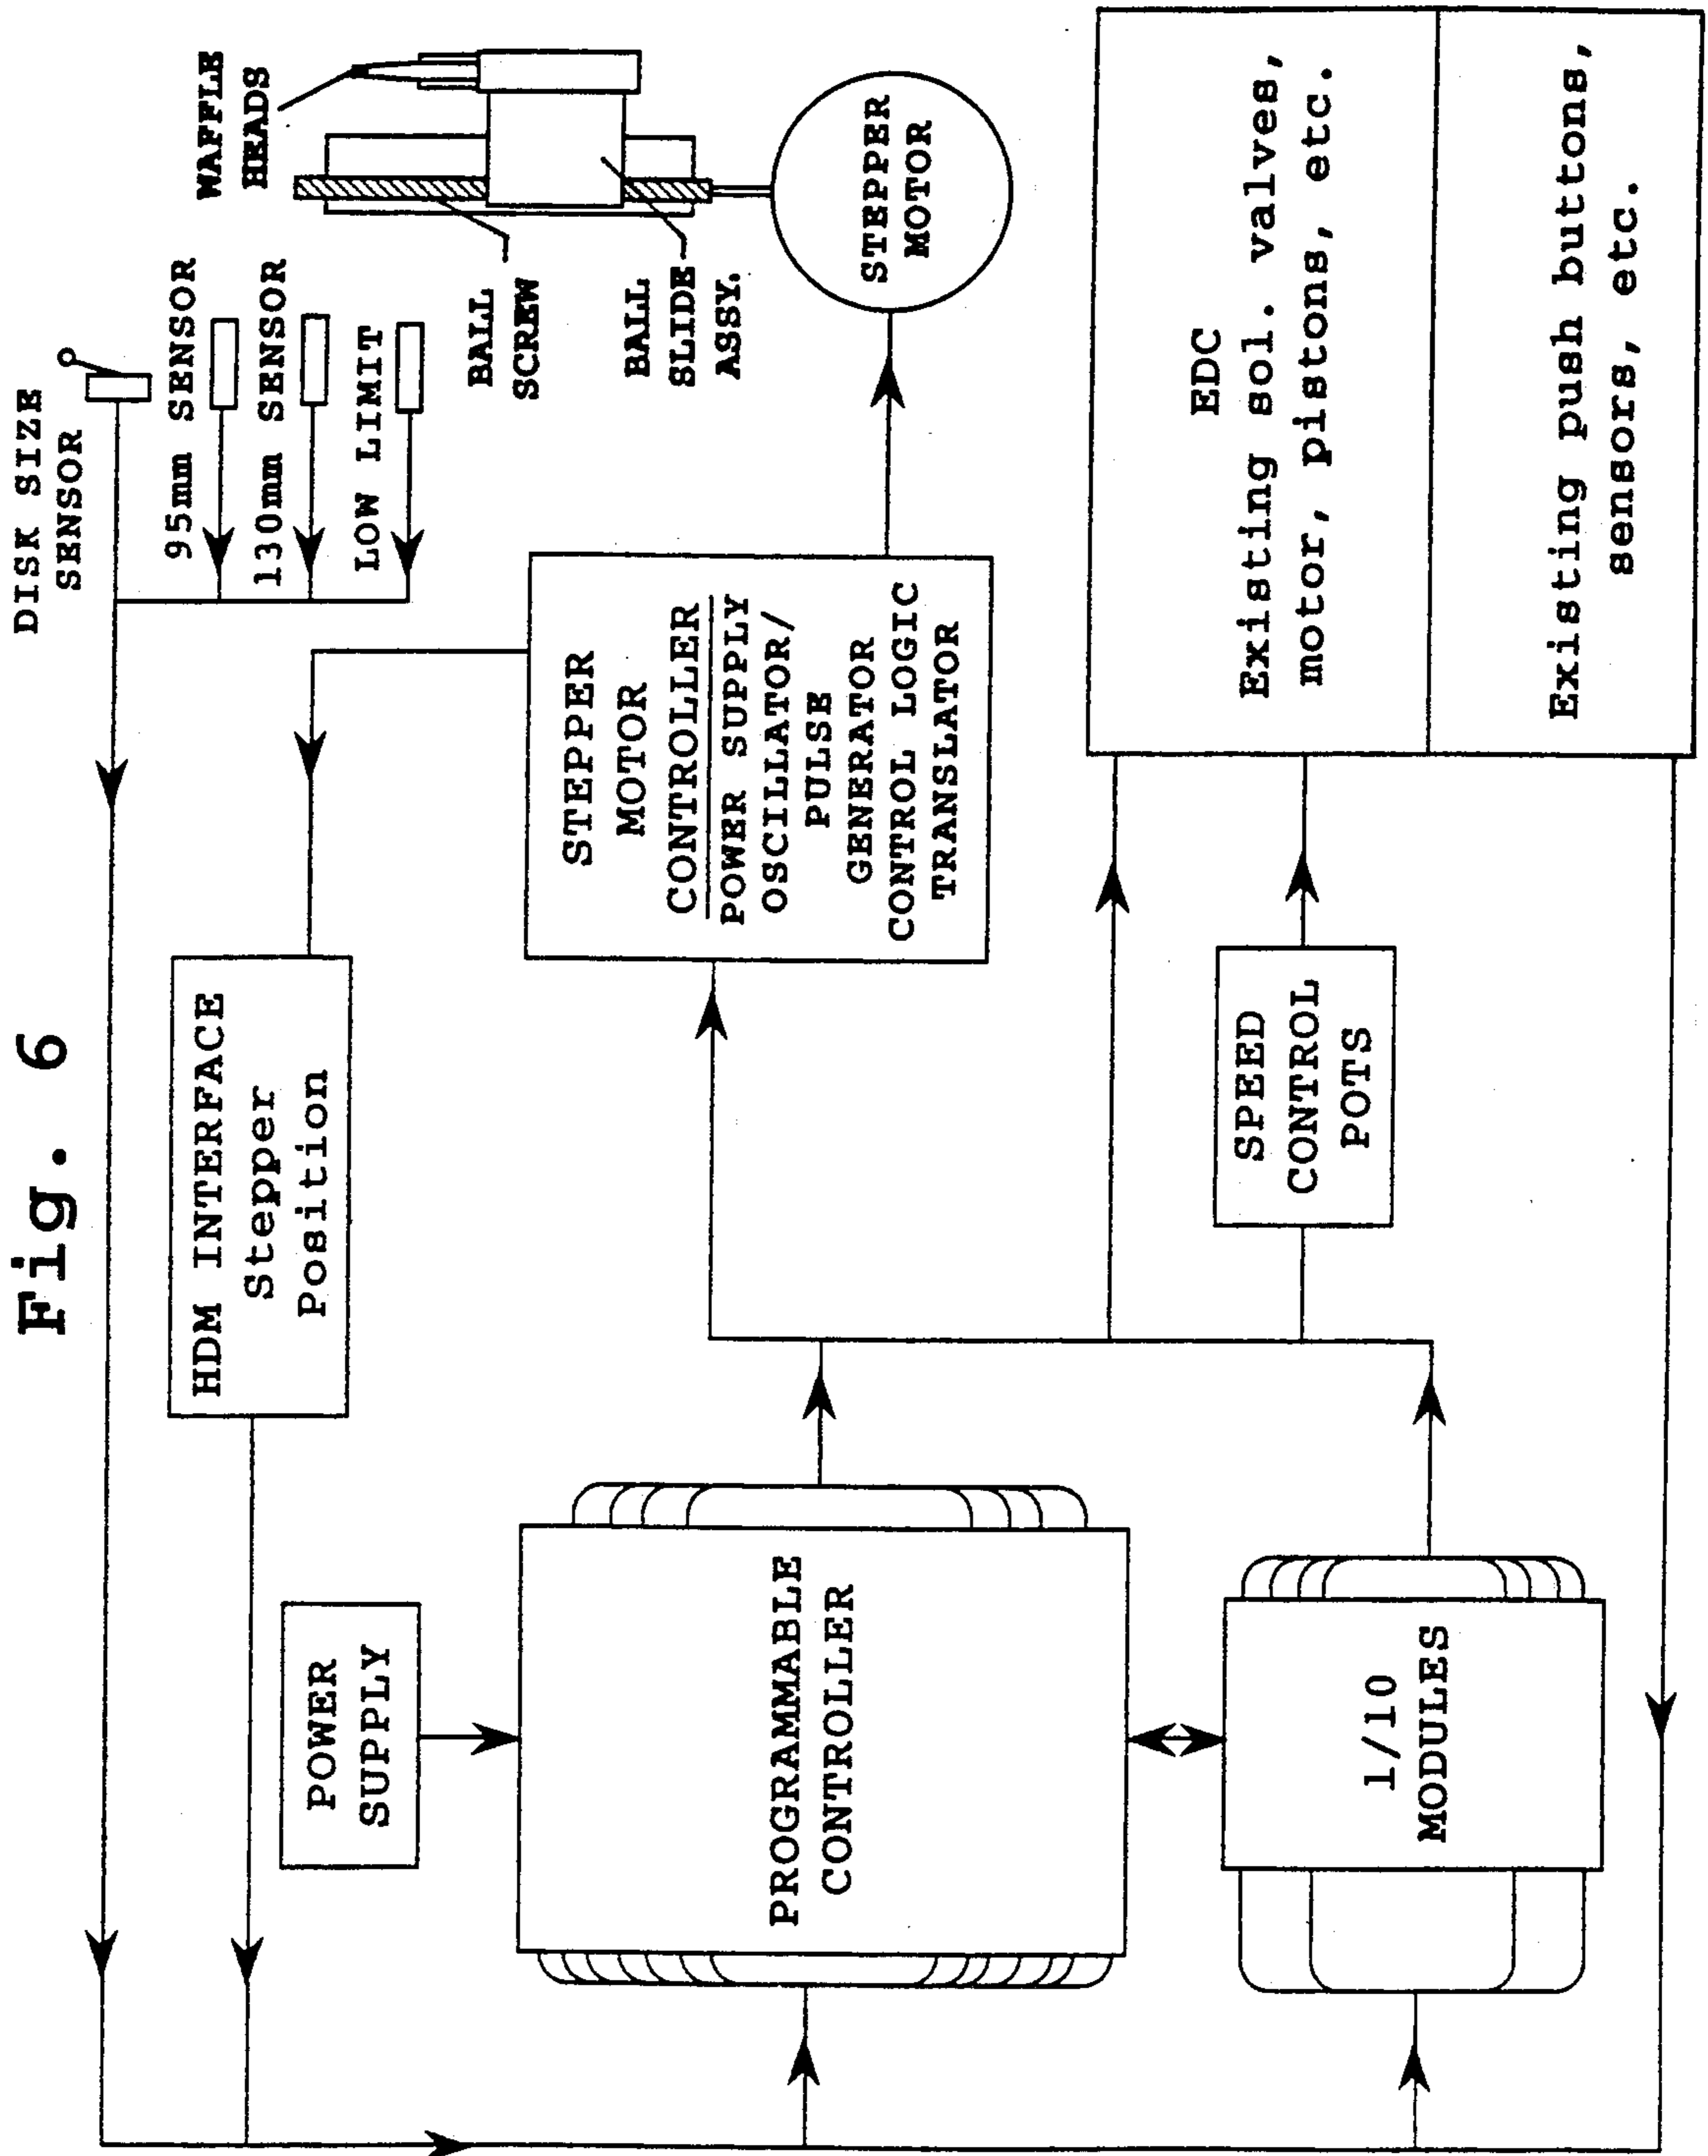 Fig. 6
DISK SIZE
SENSOR
95mm SENSOR
130mm SENSOR
LOW LIMIT
WAFFLE
HEADS
BALL
SCREW
BALL
SLIDE
ASSY.
STEPPER
MOTOR
HDM INTERFACE
Stepper
Position
STEPPER
MOTOR
CONTROLLER
POWER SUPPLY
OSCILLATOR/
PULSE
GENERATOR
CONTROL LOGIC
TRANSLATOR
POWER
SUPPLY
PROGRAMMABLE
CONTROLLER
1/10
MODULES
SPEED
CONTROL
POTS
EDC
Existing sol. valves,
motor, pistons, etc.
Existing push buttons,
sensors, etc.